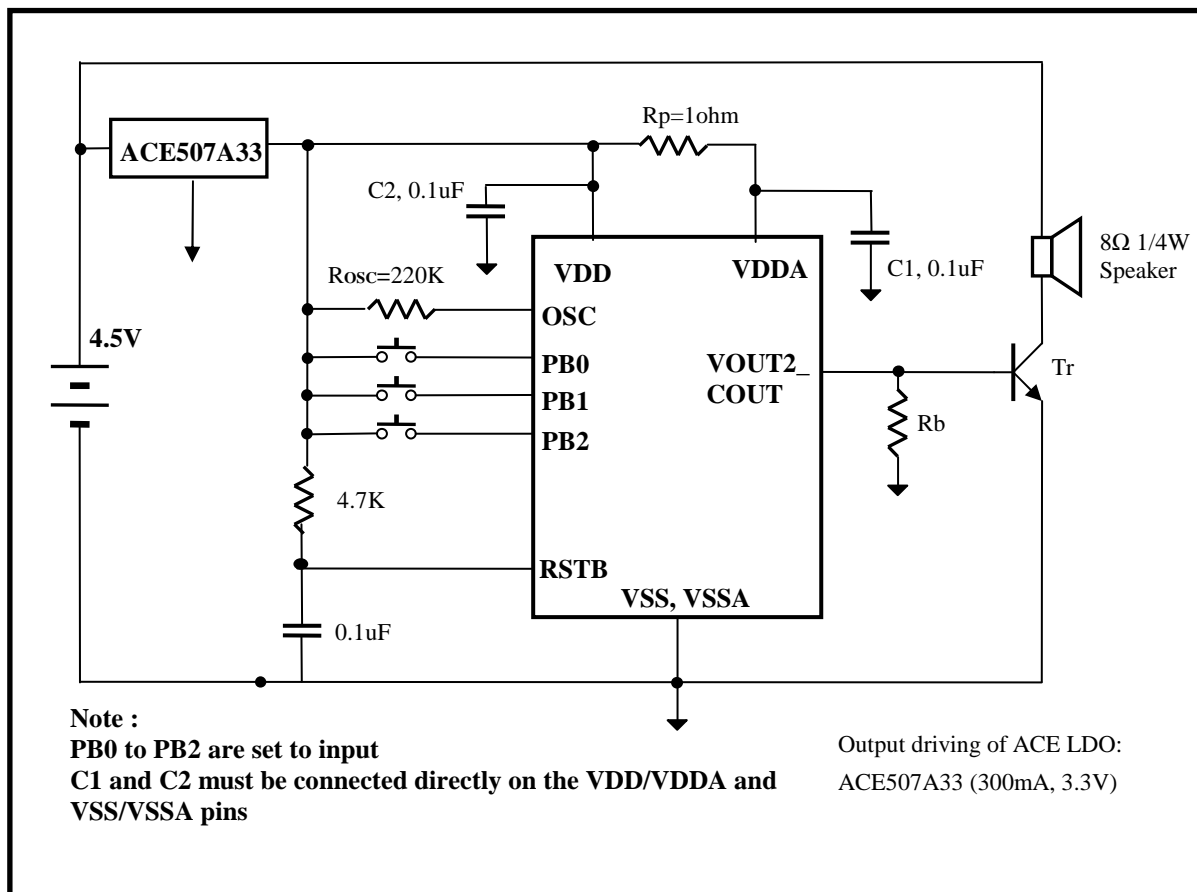 Rp=1ohm
ACE507A33
C2, 0.1uF
8Ω 1/4W
Speaker
VDD
VDDA
C1, 0.1uF
Rosc=220K
OSC
4.5V
PB0
VOUT2_
COUT
Tr
PB1
Rb
PB2
4.7K
RSTB
VSS, VSSA
0.1uF
Note :
PB0 to PB2 are set to input
C1 and C2 must be connected directly on the VDD/VDDA and
VSS/VSSA pins
Output driving of ACE LDO:
ACE507A33 (300mA, 3.3V)